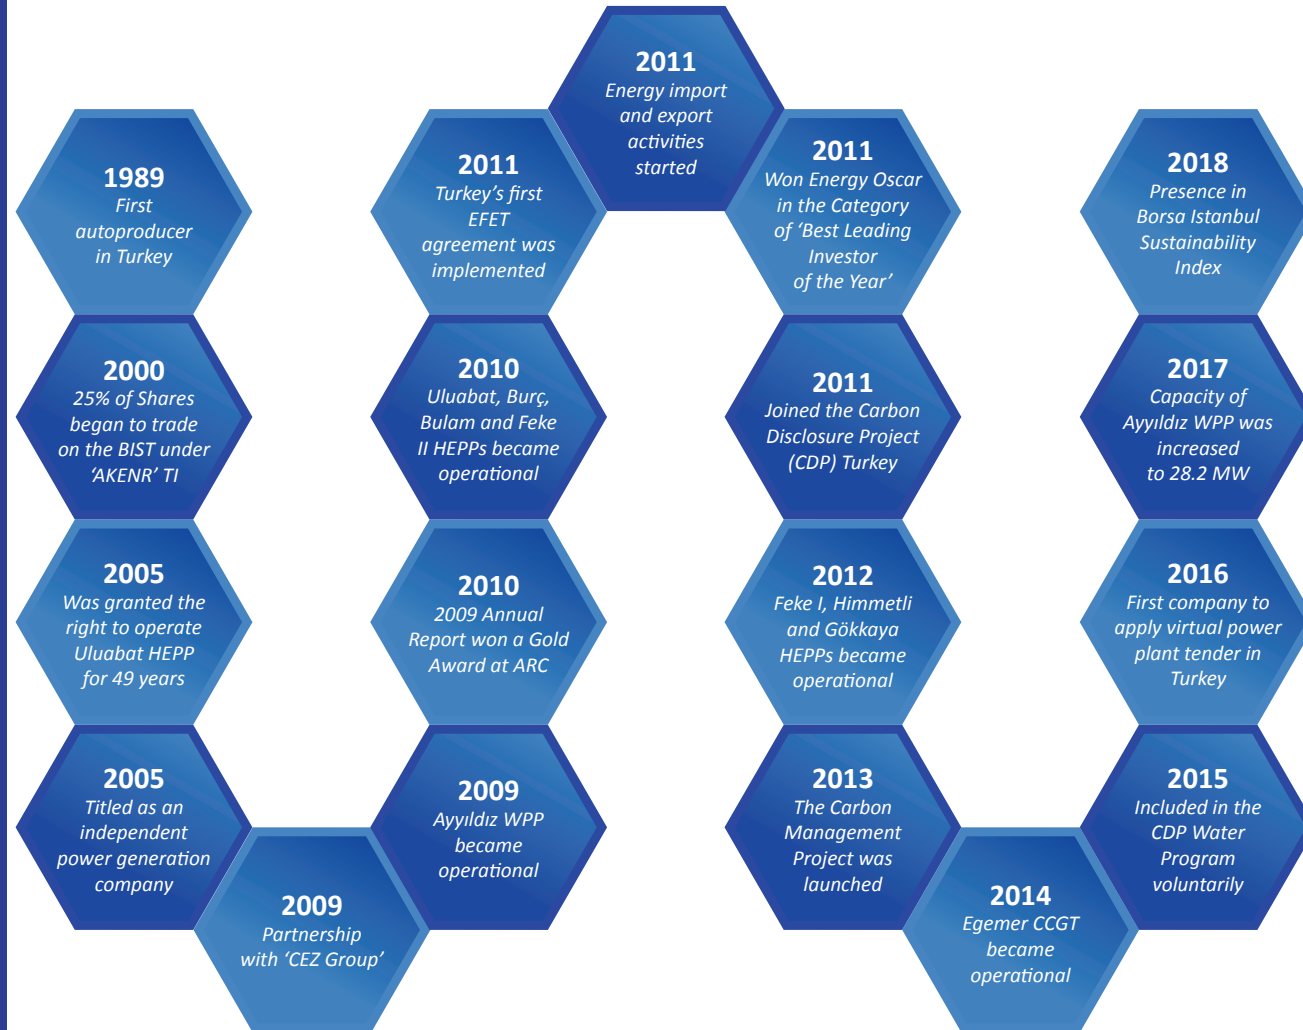 1989
First
autoproducer
in Turkey
2000
25% of Shares
began to trade
on the BIST under
‘AKENR’ TI
2005
Was granted the
right to operate
Uluabat HEPP
for 49 years
2005
Titled as an
independent
power generation
company
2009
Partnership
with ‘CEZ Group’
2009
Ayyıldız WPP
became
operational
2010
2009 Annual
Report won a Gold
Award at ARC
2010
Uluabat, Burç,
Bulam and Feke
II HEPPs became
operational
2011
Turkey’s first
EFET
agreement was
implemented
2011
Energy import
and export
activities
started
2011
Won Energy Oscar
in the Category
of ‘Best Leading
Investor
of the Year’
2011
Joined the Carbon
Disclosure Project
(CDP) Turkey
2012
Feke I, Himmetli
and Gökkaya
HEPPs became
operational
2013
The Carbon
Management
Project was
launched
2014
Egemer CCGT
became
operational
2015
Included in the
CDP Water
Program
voluntarily
2016
First company to
apply virtual power
plant tender in
Turkey
2017
Capacity of
Ayyıldız WPP was
increased
to 28.2 MW
2018
Presence in
Borsa Istanbul
Sustainability
Index